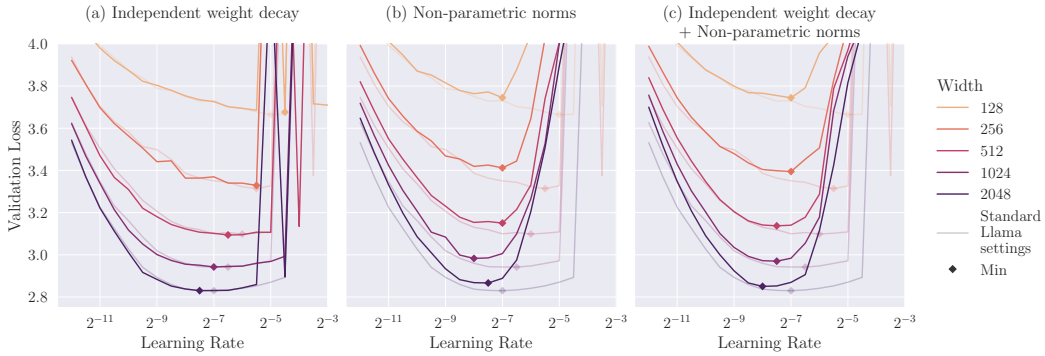 (a) Independent weight decay
(b) Non-parametric norms
(c) Independent weight decay
+ Non-parametric norms
Validation Loss
4.0
3.8
3.6
3.4
3.2
3.0
2.8
2^{-11}
2^{-9}
2^{-7}
2^{-5}
2^{-3}
Learning Rate
2^{-11}
2^{-9}
2^{-7}
2^{-5}
2^{-3}
Learning Rate
2^{-11}
2^{-9}
2^{-7}
2^{-5}
2^{-3}
Learning Rate
Width
128
256
512
1024
2048
Standard
Llama
settings
Min